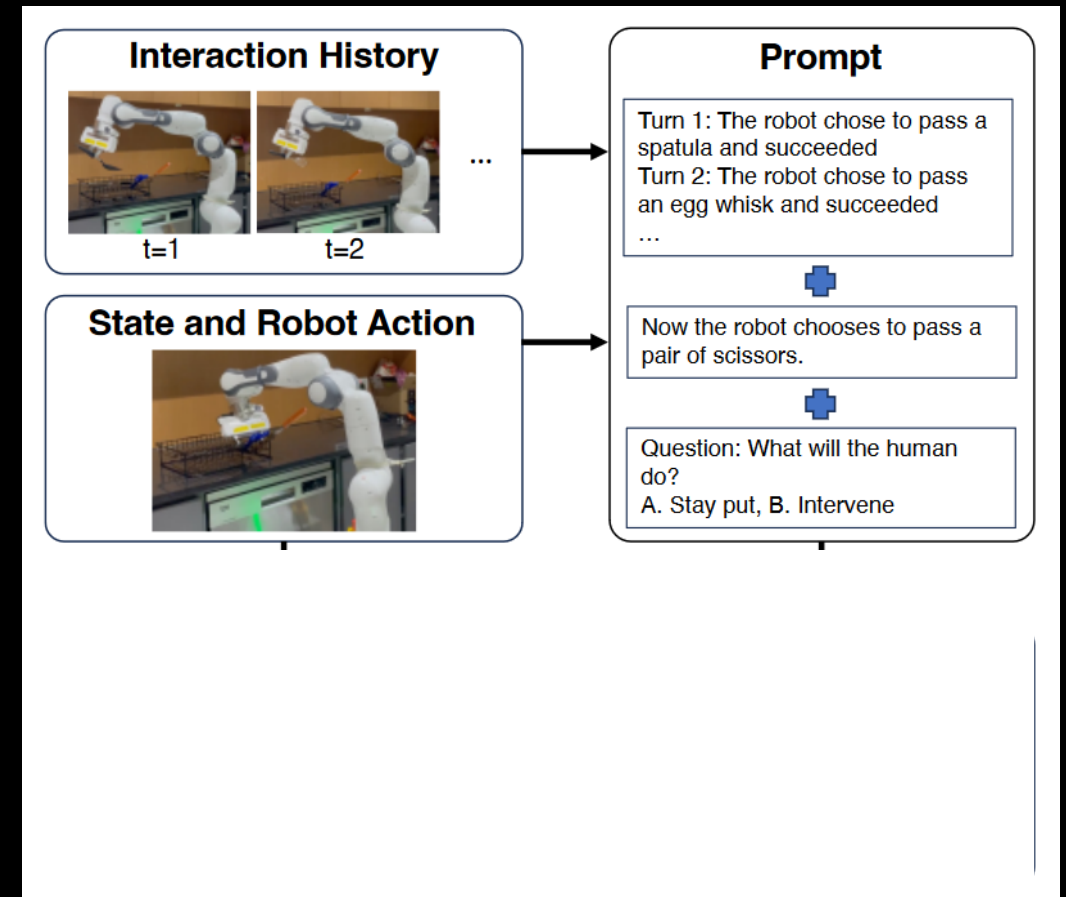 Interaction History
...
t=1
t=2
State and Robot Action
Prompt
Turn 1: The robot chose to pass a
spatula and succeeded
Turn 2: The robot chose to pass
an egg whisk and succeeded
...
Now the robot chooses to pass a
pair of scissors.
Question: What will the human
do?
A. Stay put, B. Intervene